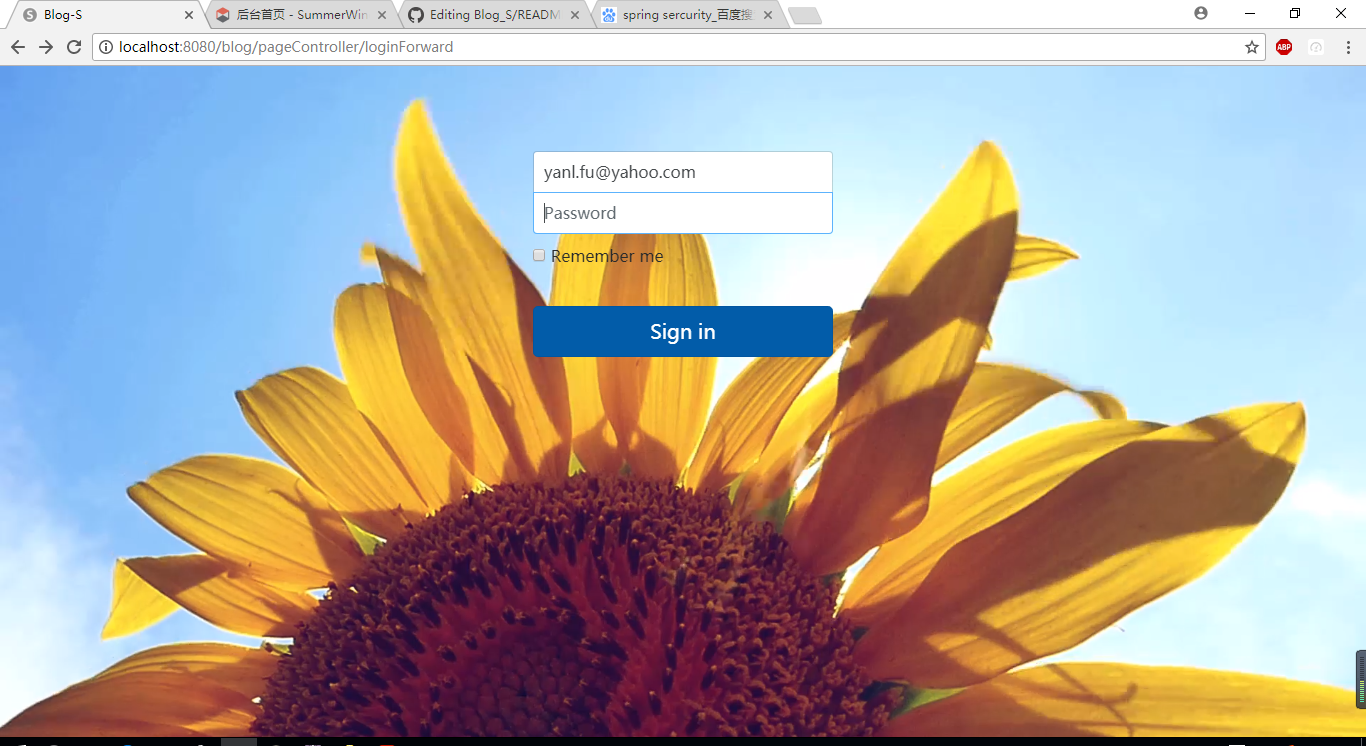 Blog-S
后台首页 - SummerWin
Editing Blog_S/READM
spring sercurity_百度搜
localhost:8080/blog/pageController/loginForward
ABP
yanl.fu@yahoo.com
Password
Remember me
Sign in